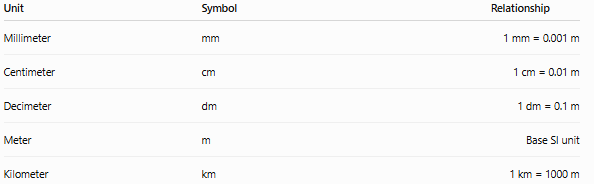 Unit Symbol Relationship
Millimeter mm 1 mm = 0.001 m
Centimeter cm 1 cm = 0.01 m
Decimeter dm 1 dm = 0.1 m
Meter m Base SI unit
Kilometer km 1 km = 1000 m